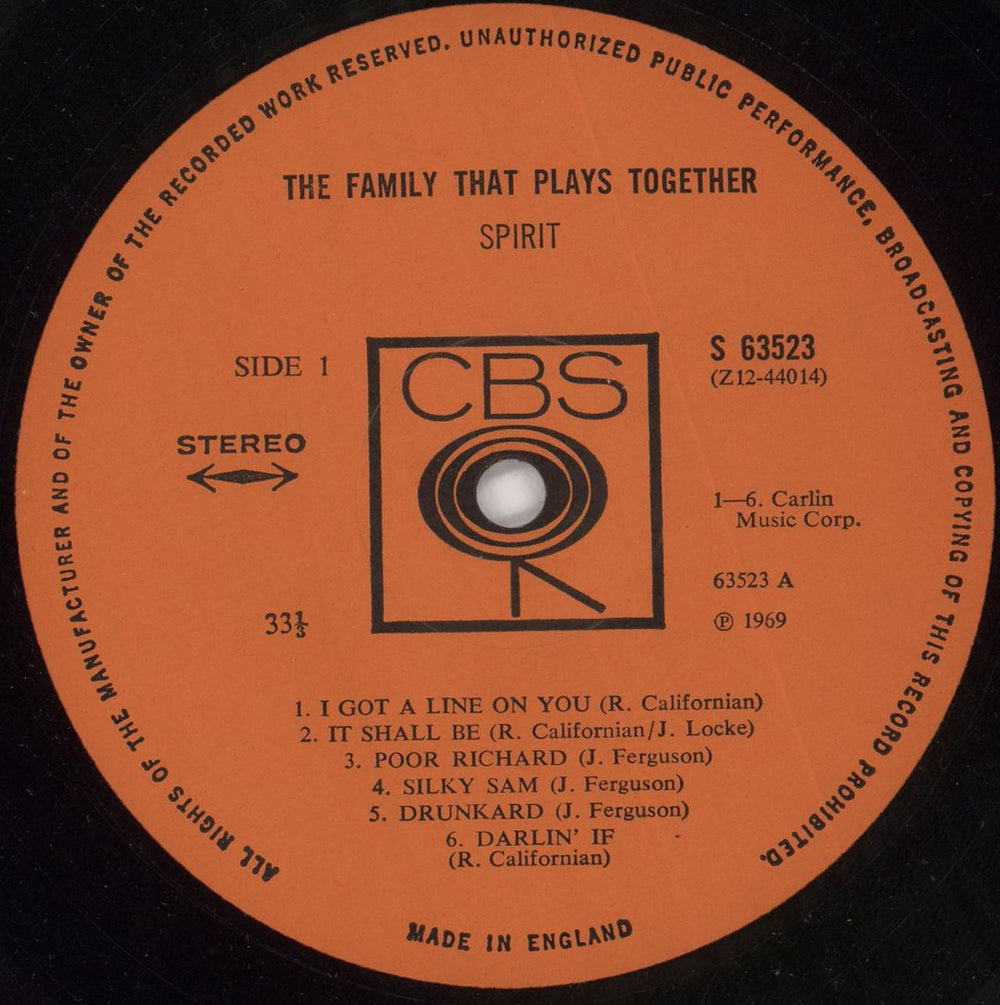 ALL RIGHTS OF THE MANUFACTURER AND OF THE OWNER OF THE RECORDED WORK RESERVED. UNAUTHORIZED PUBLIC PERFORMANCE, BROADCASTING AND COPYING OF THIS RECORD PROHIBITED.
THE FAMILY THAT PLAYS TOGETHER
SPIRIT
SIDE 1
STEREO
33⅓
CBS
S 63523
(Z12-44014)
1—6. Carlin
Music Corp.
63523 A
℗ 1969
1. I GOT A LINE ON YOU (R. Californian)
2. IT SHALL BE (R. Californian/J. Locke)
3. POOR RICHARD (J. Ferguson)
4. SILKY SAM (J. Ferguson)
5. DRUNKARD (J. Ferguson)
6. DARLIN' IF
(R. Californian)
MADE IN ENGLAND